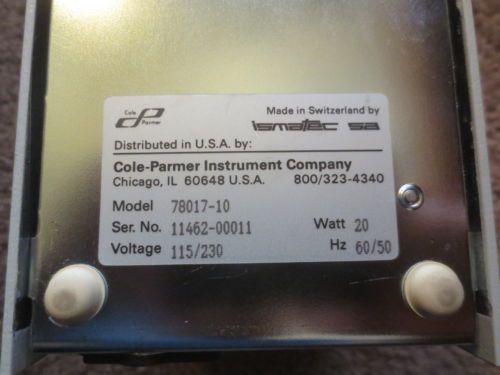 Cole Parmer
Made in Switzerland by
ismatec sa
Distributed in U.S.A. by:
Cole-Parmer Instrument Company
Chicago, IL 60648 U.S.A. 800/323-4340
Model 78017-10
Ser. No. 11462-00011 Watt 20
Voltage 115/230 Hz 60/50